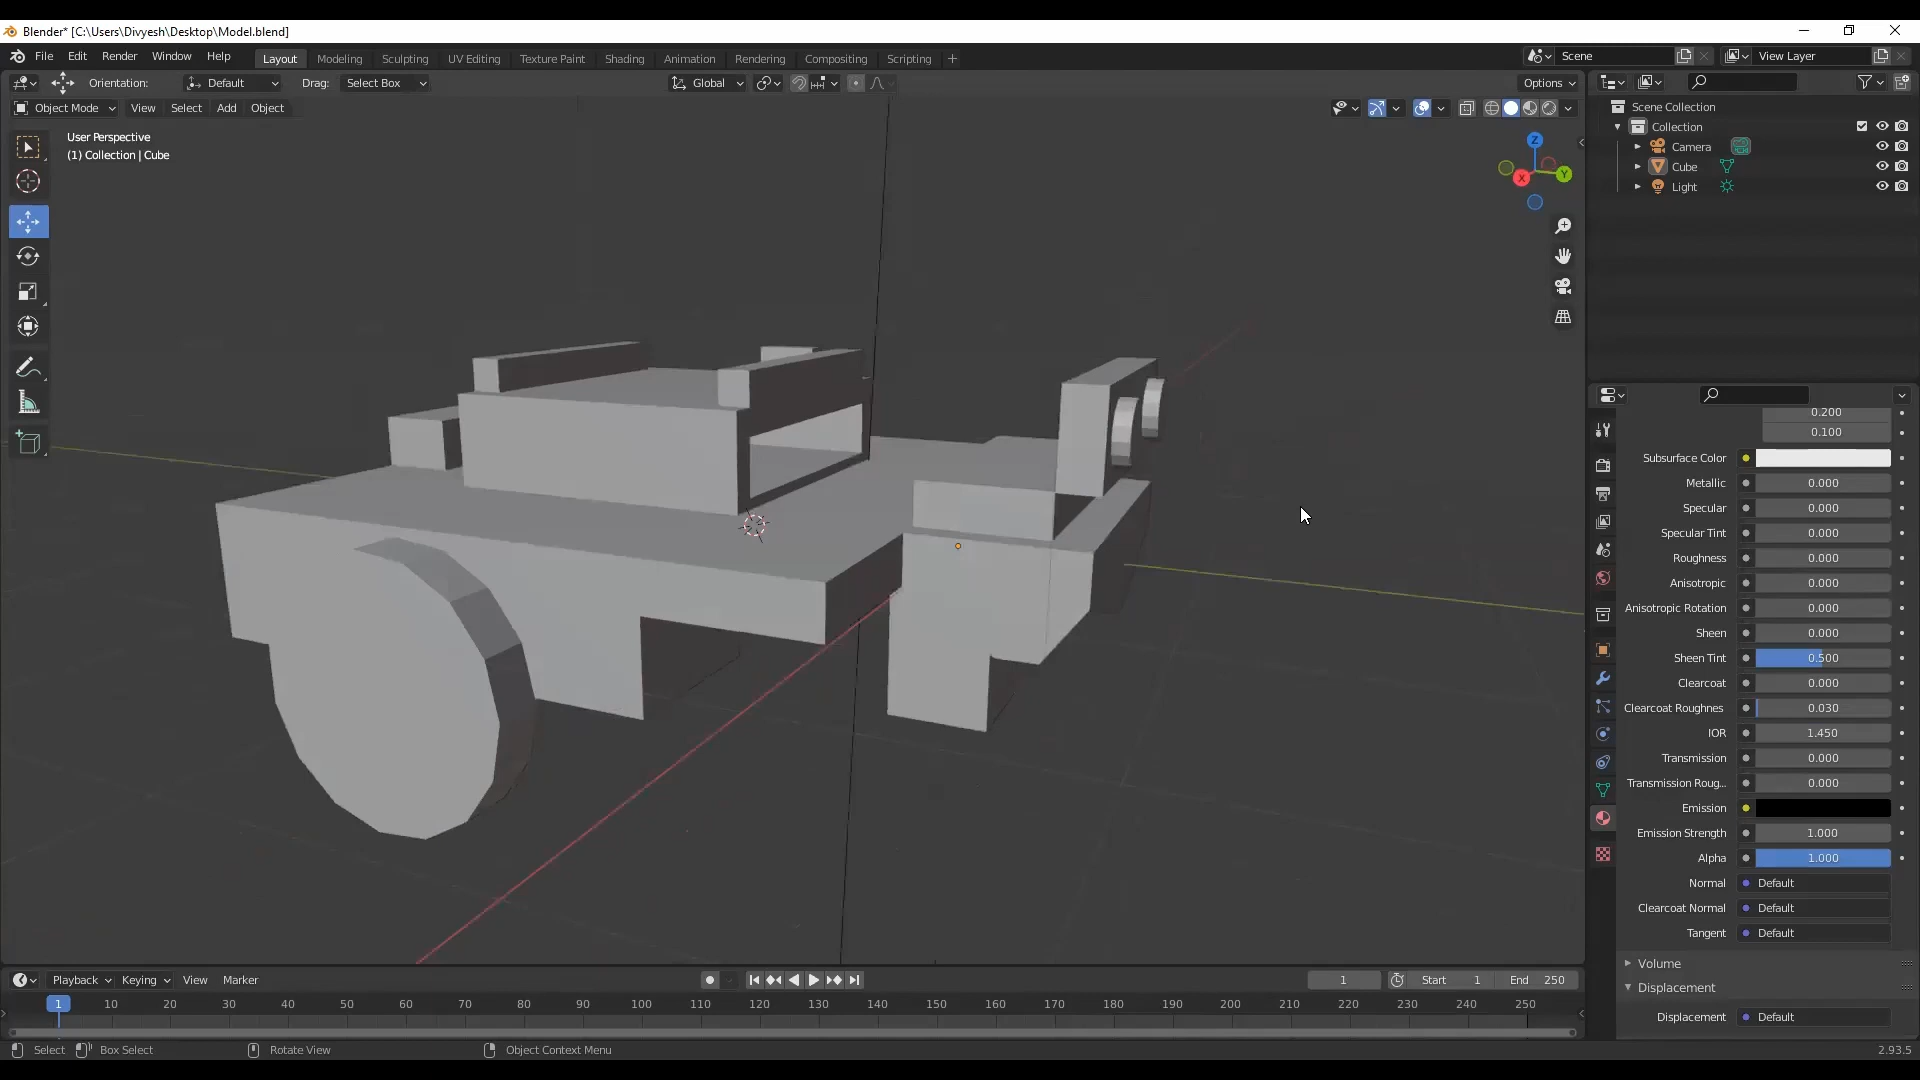 Blender* [C:\Users\Divyesh\Desktop\Model.blend]
File Edit Render Window Help Layout Modeling Sculpting UV Editing Texture Paint Shading Animation Rendering Compositing Scripting + Scene View Layer
Orientation: Default Drag: Select Box Global Options
Object Mode View Select Add Object
User Perspective
(1) Collection | Cube
Z
X
Y
Scene Collection
Collection
Camera
Cube
Light
0.200
0.100
Subsurface Color
Metallic 0.000
Specular 0.000
Specular Tint 0.000
Roughness 0.000
Anisotropic 0.000
Anisotropic Rotation 0.000
Sheen 0.000
Sheen Tint 0.500
Clearcoat 0.000
Clearcoat Roughnes 0.030
IOR 1.450
Transmission 0.000
Transmission Roug... 0.000
Emission
Emission Strength 1.000
Alpha 1.000
Normal Default
Clearcoat Normal Default
Tangent Default
Volume
Displacement
Displacement Default
Playback Keying View Marker 1 Start 1 End 250
1 10 20 30 40 50 60 70 80 90 100 110 120 130 140 150 160 170 180 190 200 210 220 230 240 250
Select Box Select Rotate View Object Context Menu 2.93.5